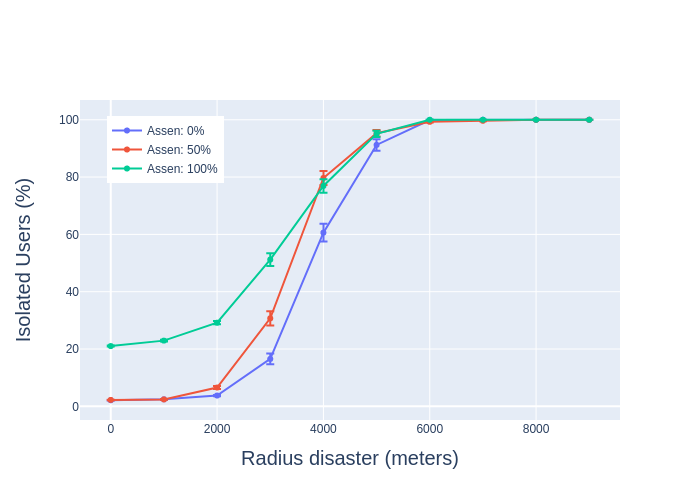 Assen: 0%
Assen: 50%
Assen: 100%
100
80
60
40
20
0
0 2000 4000 6000 8000
Isolated Users (%)
Radius disaster (meters)